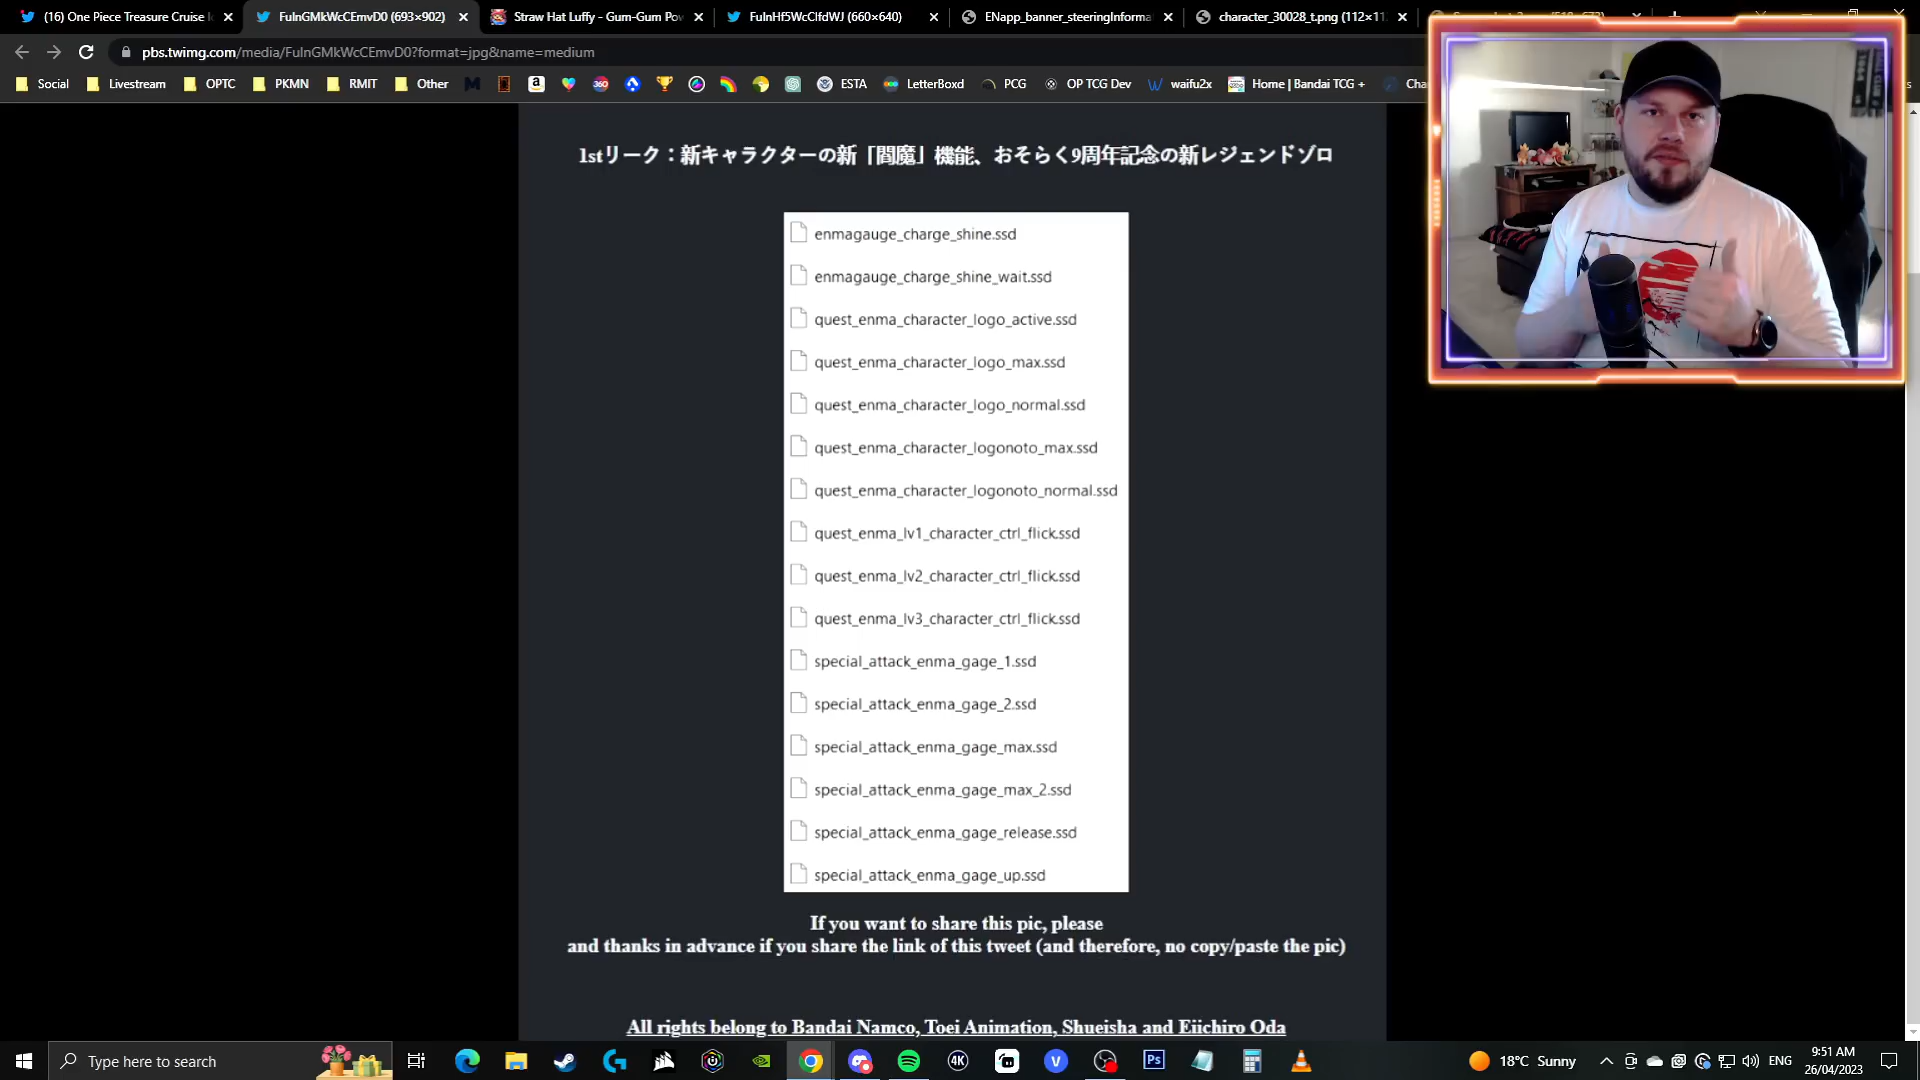 (16) One Piece Treasure Cruise
FulnGMkWcCEmvD0 (693×902)
Straw Hat Luffy - Gum-Gum Pow
FulnHf5WcClfdWJ (660×640)
ENapp_banner_steeringInforma
character_30028_t.png (112×11
pbs.twimg.com/media/FulnGMkWcCEmvD0?format=jpg&name=medium
Social
Livestream
OPTC
PKMN
RMIT
Other
360
ESTA
LetterBoxd
PCG
OP TCG Dev
waifu2x
Home | Bandai TCG +
1stリーク：新キャラクターの新「閻魔」機能、おそらく9周年記念の新レジェンドゾロ
enmagauge_charge_shine.ssd
enmagauge_charge_shine_wait.ssd
quest_enma_character_logo_active.ssd
quest_enma_character_logo_max.ssd
quest_enma_character_logo_normal.ssd
quest_enma_character_logonoto_max.ssd
quest_enma_character_logonoto_normal.ssd
quest_enma_lv1_character_ctrl_flick.ssd
quest_enma_lv2_character_ctrl_flick.ssd
quest_enma_lv3_character_ctrl_flick.ssd
special_attack_enma_gage_1.ssd
special_attack_enma_gage_2.ssd
special_attack_enma_gage_max.ssd
special_attack_enma_gage_max_2.ssd
special_attack_enma_gage_release.ssd
special_attack_enma_gage_up.ssd
If you want to share this pic, please
and thanks in advance if you share the link of this tweet (and therefore, no copy/paste the pic)
All rights belong to Bandai Namco, Toei Animation, Shueisha and Eiichiro Oda
Type here to search
4K
Ps
18°C Sunny
ENG
9:51 AM
26/04/2023